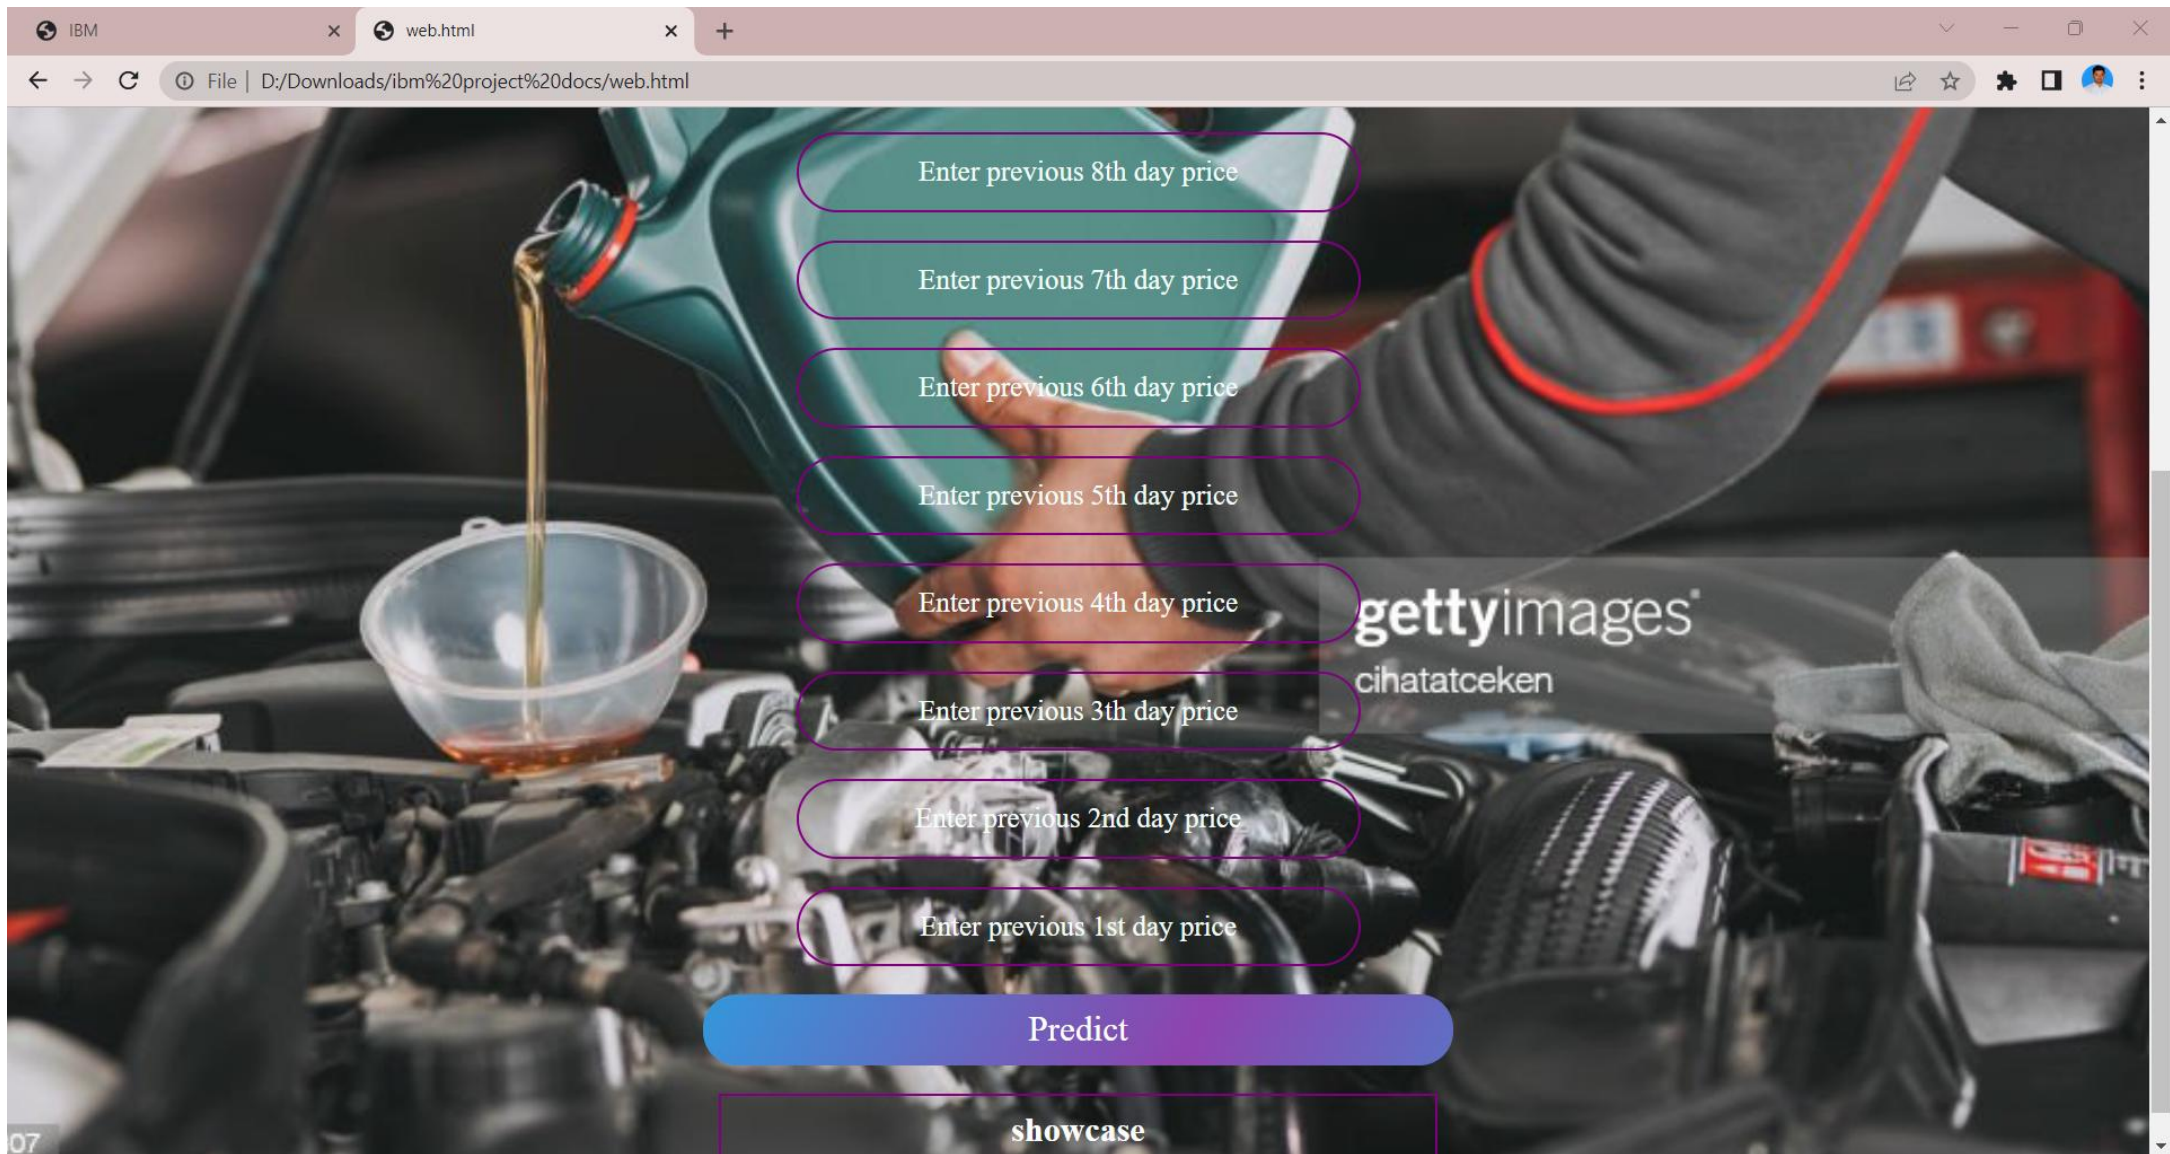 IBM
web.html
File | D:/Downloads/ibm%20project%20docs/web.html
Enter previous 8th day price
Enter previous 7th day price
Enter previous 6th day price
Enter previous 5th day price
Enter previous 4th day price
gettyimages®
cihatatceken
Enter previous 3th day price
Enter previous 2nd day price
Enter previous 1st day price
Predict
showcase
07